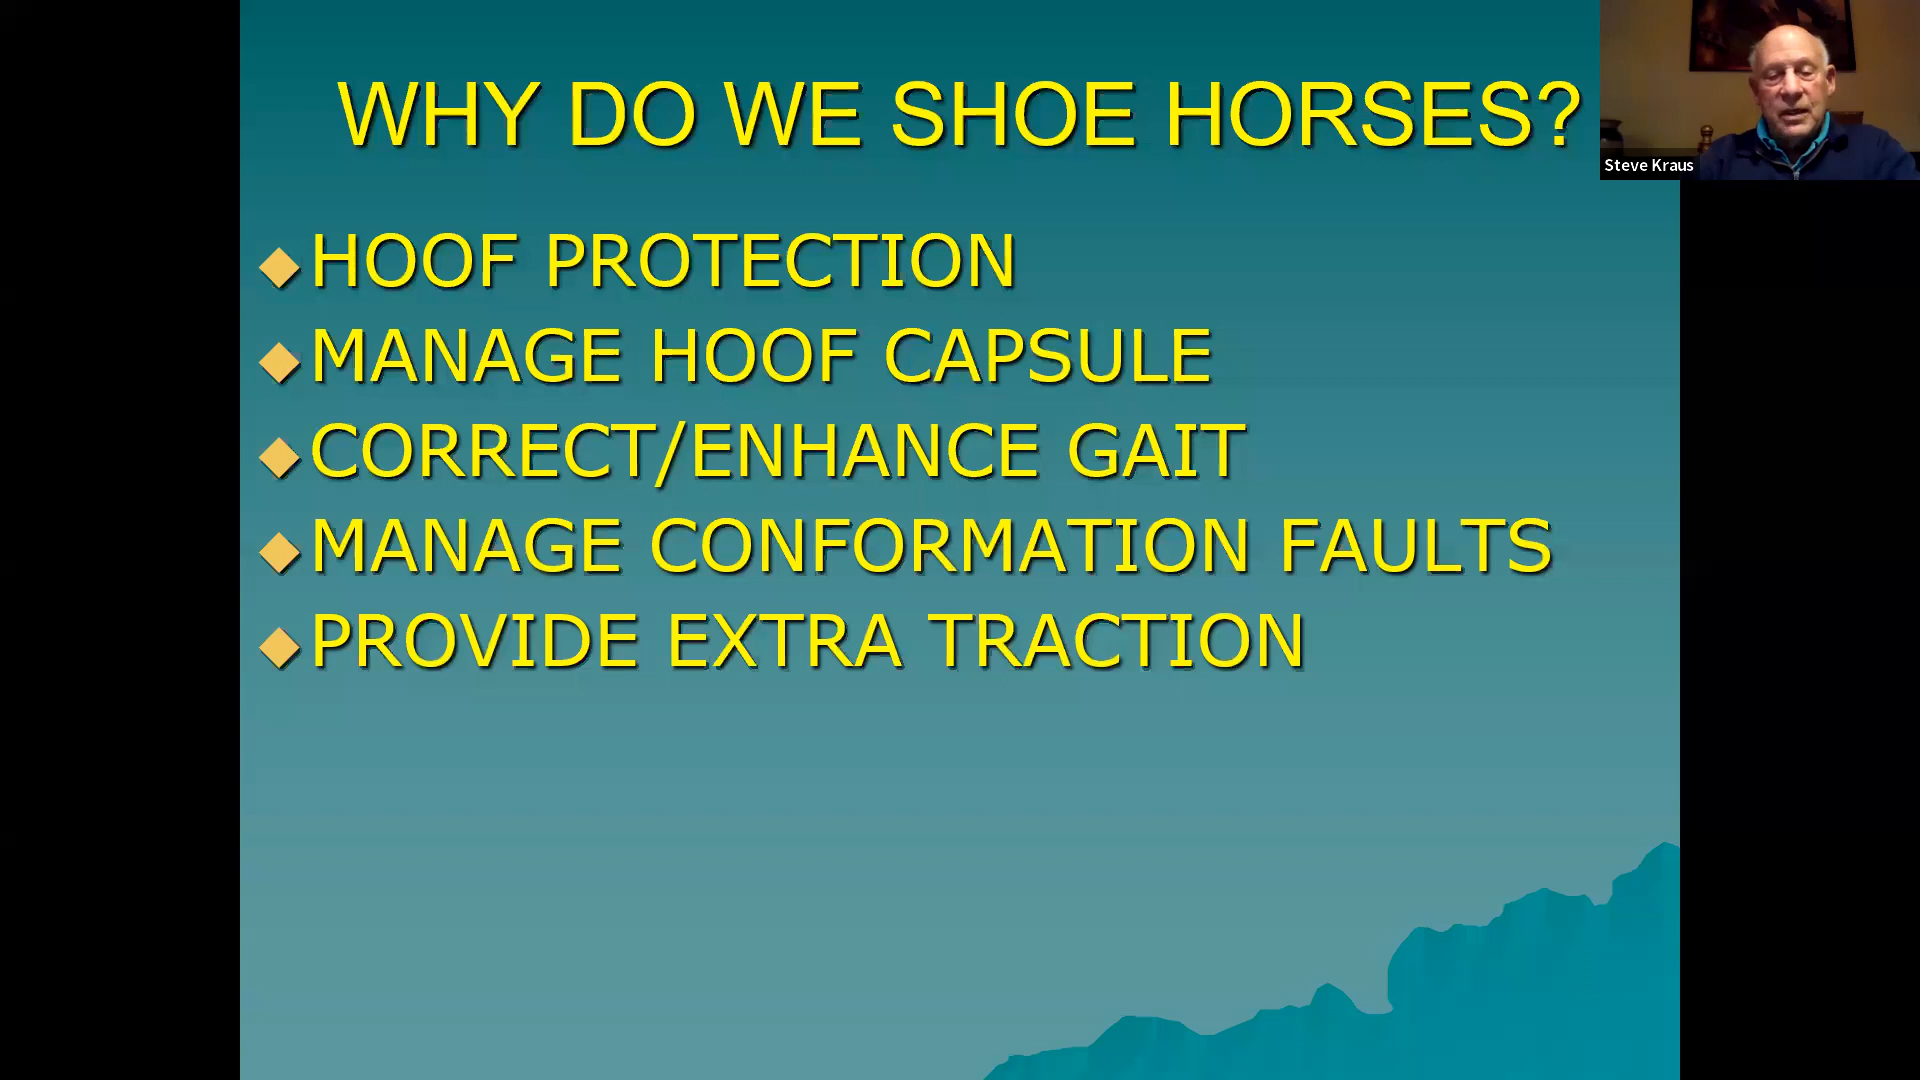 WHY DO WE SHOE HORSES?
Steve Kraus
HOOF PROTECTION
MANAGE HOOF CAPSULE
CORRECT/ENHANCE GAIT
MANAGE CONFORMATION FAULTS
PROVIDE EXTRA TRACTION